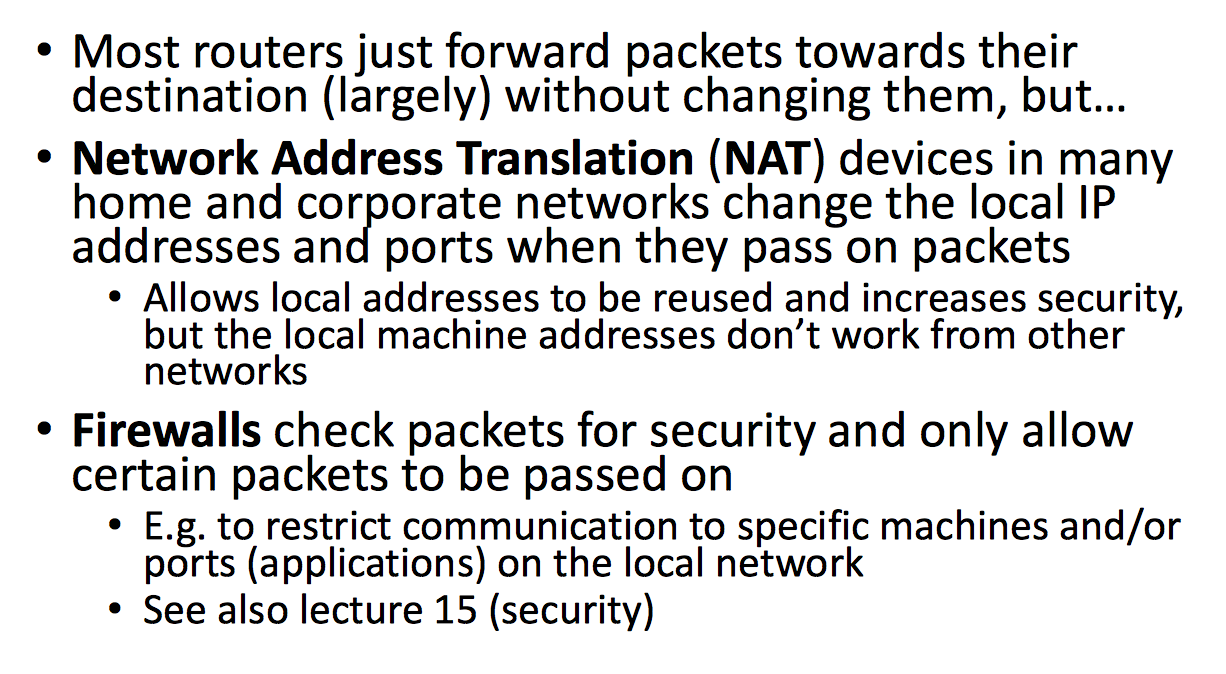 • Most routers just forward packets towards their
destination (largely) without changing them, but…
• Network Address Translation (NAT) devices in many
home and corporate networks change the local IP
addresses and ports when they pass on packets
• Allows local addresses to be reused and increases security,
but the local machine addresses don’t work from other
networks
• Firewalls check packets for security and only allow
certain packets to be passed on
• E.g. to restrict communication to specific machines and/or
ports (applications) on the local network
• See also lecture 15 (security)